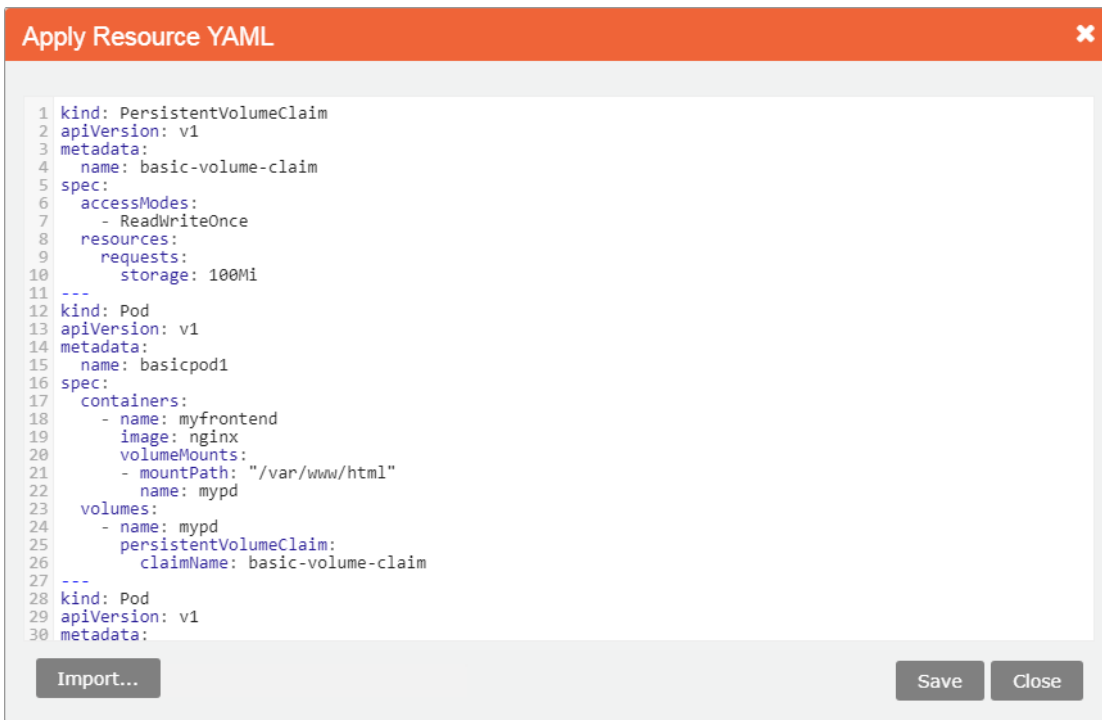 Apply Resource YAML
1 kind: PersistentVolumeClaim
2 apiVersion: v1
3 metadata:
4   name: basic-volume-claim
5 spec:
6   accessModes:
7     - ReadWriteOnce
8   resources:
9     requests:
10       storage: 100Mi
11 ---
12 kind: Pod
13 apiVersion: v1
14 metadata:
15   name: basicpod1
16 spec:
17   containers:
18     - name: myfrontend
19       image: nginx
20       volumeMounts:
21       - mountPath: "/var/www/html"
22         name: mypd
23   volumes:
24     - name: mypd
25       persistentVolumeClaim:
26         claimName: basic-volume-claim
27 ---
28 kind: Pod
29 apiVersion: v1
30 metadata:
Import...
Save
Close